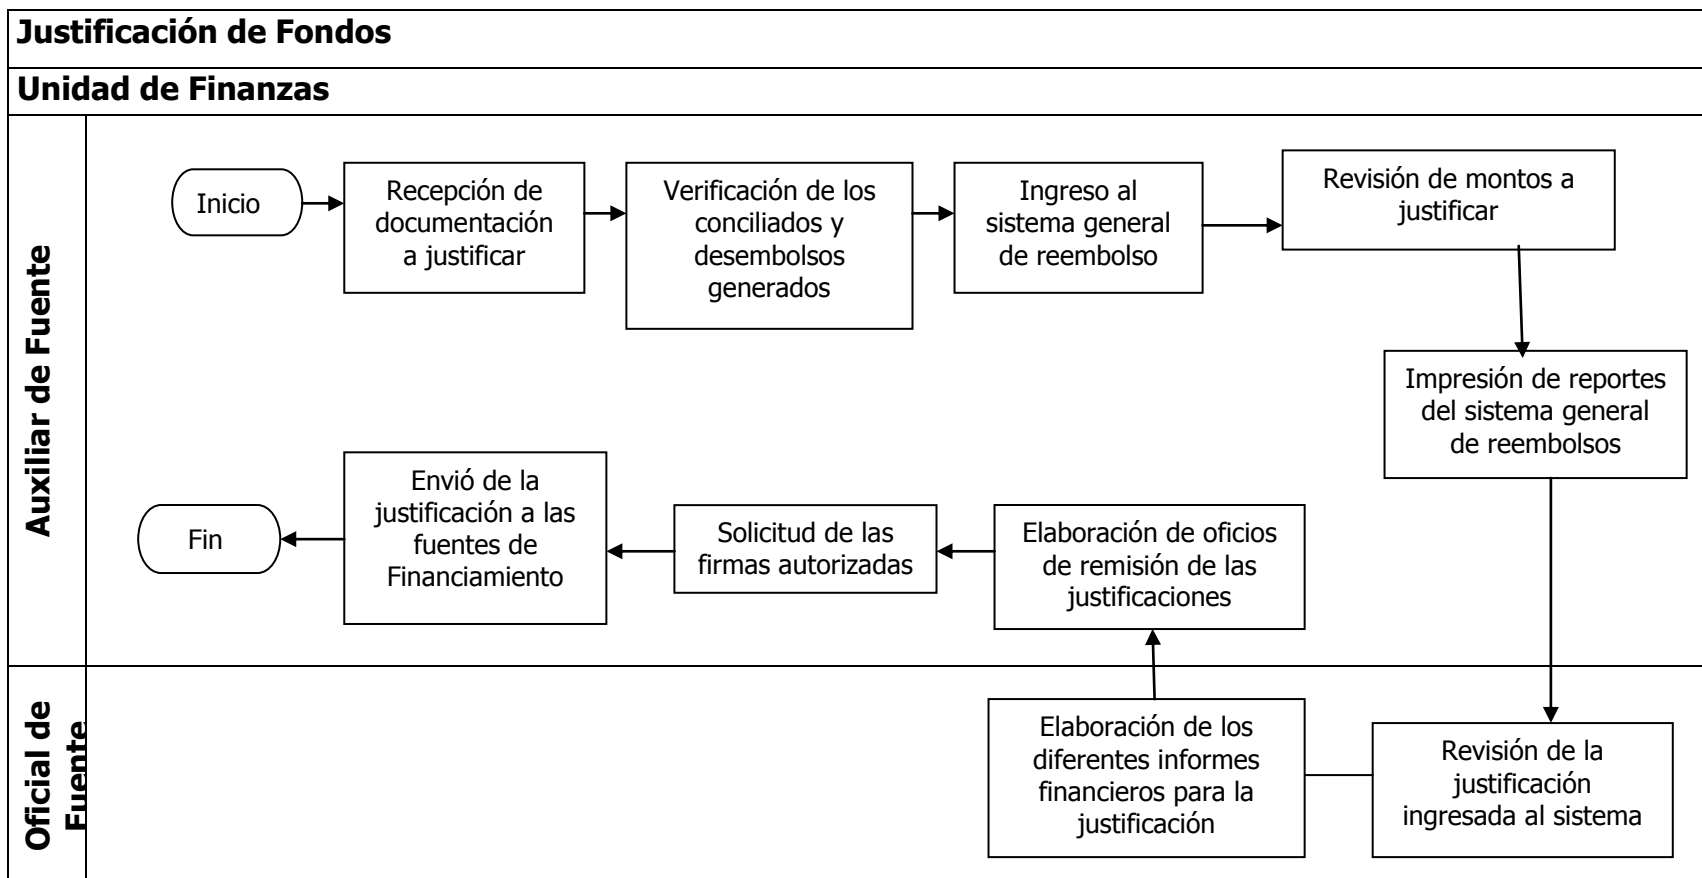 Justificación de Fondos
Unidad de Finanzas
Auxiliar de Fuente
Inicio
Recepción de
documentación
a justificar
Verificación de los
conciliados y
desembolsos
generados
Ingreso al
sistema general
de reembolso
Revisión de montos a
justificar
Impresión de reportes
del sistema general
de reembolsos
Fin
Envió de la
justificación a las
fuentes de
Financiamiento
Solicitud de las
firmas autorizadas
Elaboración de oficios
de remisión de las
justificaciones
Oficial de
Fuente
Elaboración de los
diferentes informes
financieros para la
justificación
Revisión de la
justificación
ingresada al sistema